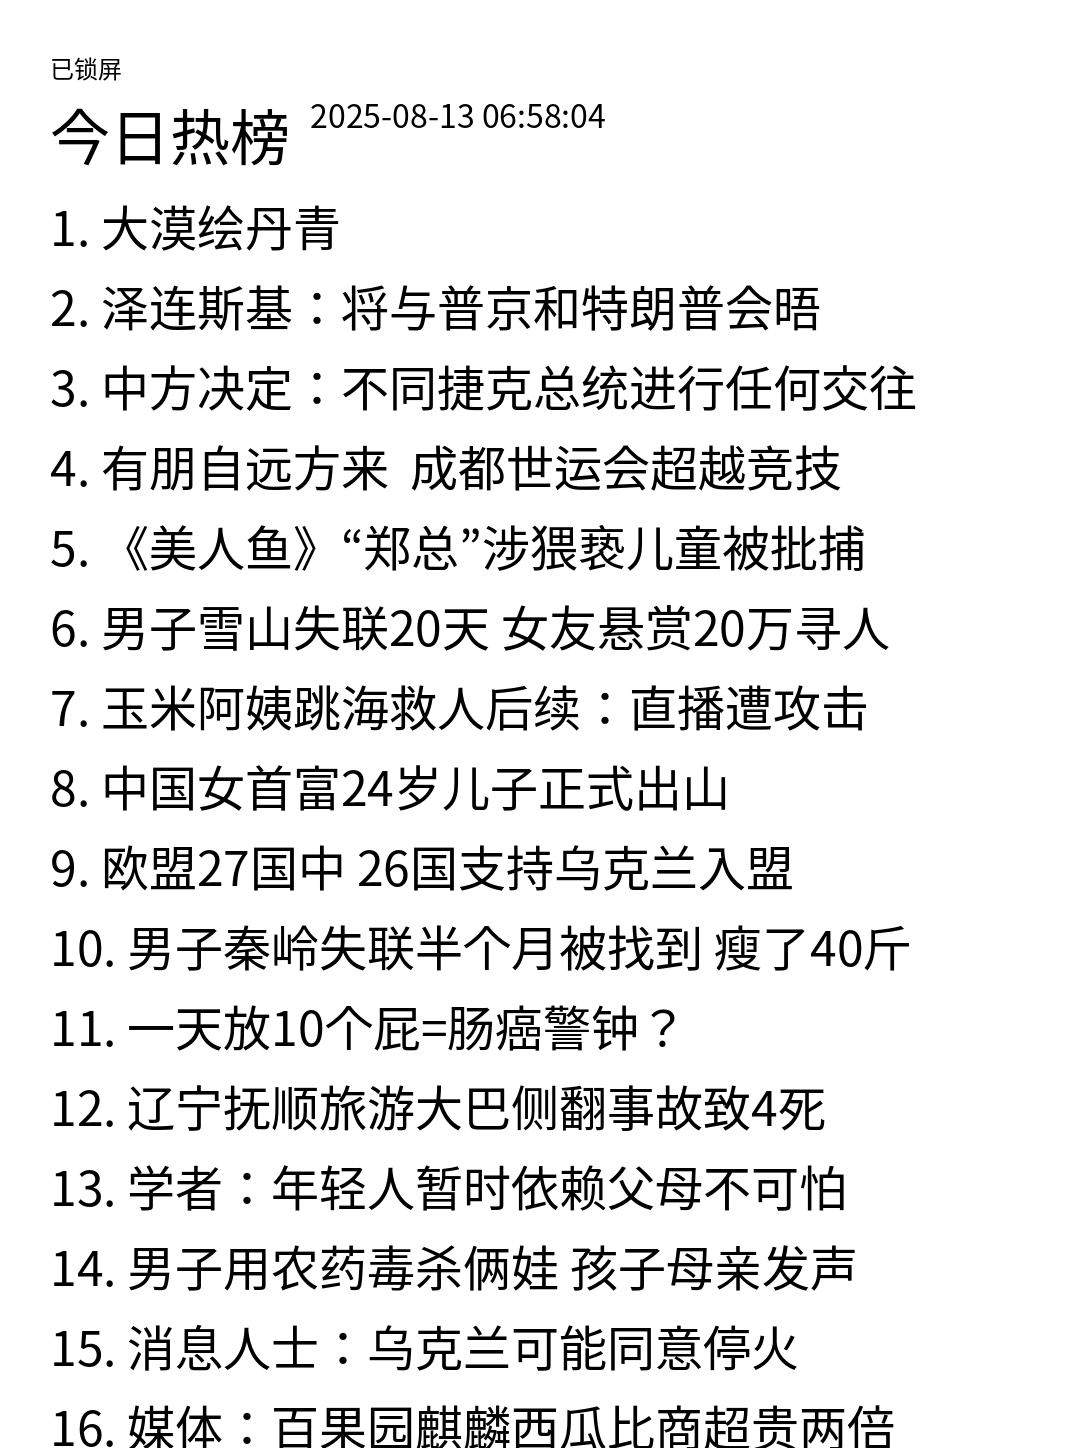 已锁屏
今日热榜 2025-08-13 06:58:04
1. 大漠绘丹青
2. 泽连斯基：将与普京和特朗普会晤
3. 中方决定：不同捷克总统进行任何交往
4. 有朋自远方来  成都世运会超越竞技
5. 《美人鱼》“郑总”涉猥亵儿童被批捕
6. 男子雪山失联20天 女友悬赏20万寻人
7. 玉米阿姨跳海救人后续：直播遭攻击
8. 中国女首富24岁儿子正式出山
9. 欧盟27国中 26国支持乌克兰入盟
10. 男子秦岭失联半个月被找到 瘦了40斤
11. 一天放10个屁=肠癌警钟？
12. 辽宁抚顺旅游大巴侧翻事故致4死
13. 学者：年轻人暂时依赖父母不可怕
14. 男子用农药毒杀俩娃 孩子母亲发声
15. 消息人士：乌克兰可能同意停火
16. 媒体：百果园麒麟西瓜比商超贵两倍